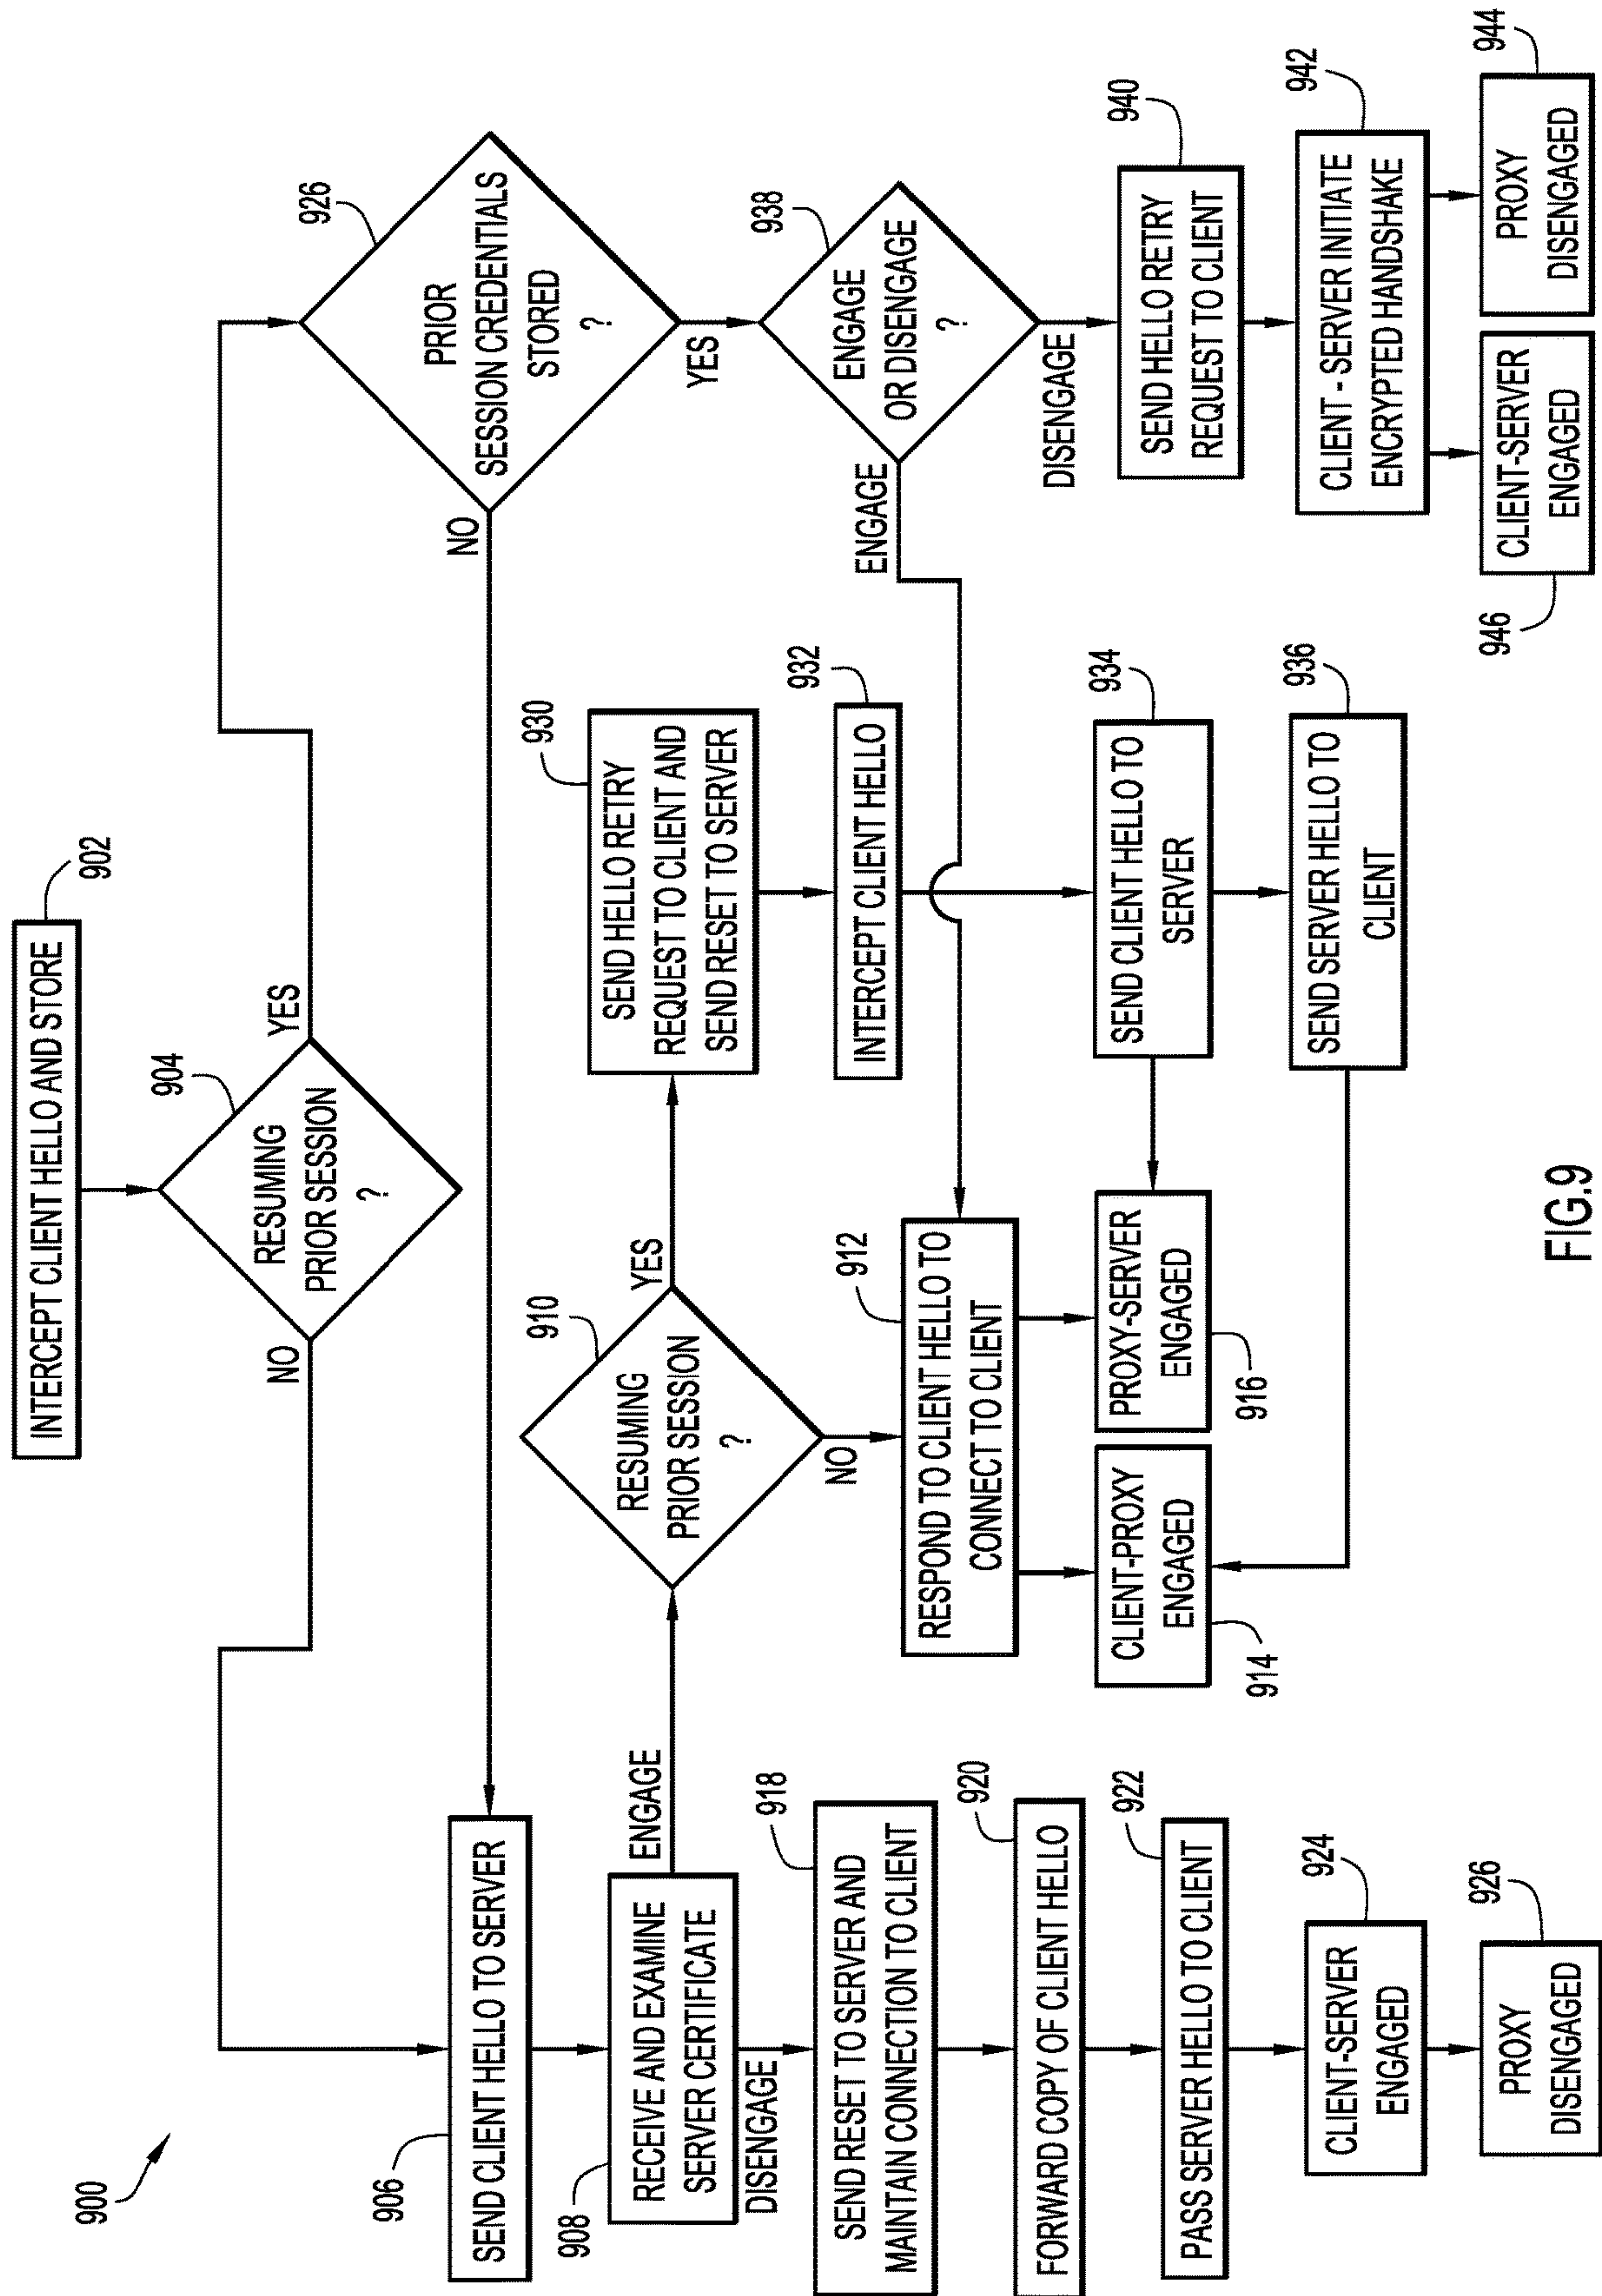 900
902
INTERCEPT CLIENT HELLO AND STORE
904
RESUMING
PRIOR SESSION
?
NO
YES
926
PRIOR
SESSION CREDENTIALS
STORED
?
NO
YES
906
SEND CLIENT HELLO TO SERVER
908
RECEIVE AND EXAMINE
SERVER CERTIFICATE
ENGAGE
DISENGAGE
910
RESUMING
PRIOR SESSION
?
YES
NO
930
SEND HELLO RETRY
REQUEST TO CLIENT AND
SEND RESET TO SERVER
932
INTERCEPT CLIENT HELLO
938
ENGAGE
OR DISENGAGE
?
ENGAGE
DISENGAGE
912
RESPOND TO CLIENT HELLO TO
CONNECT TO CLIENT
914
CLIENT-PROXY
ENGAGED
916
PROXY-SERVER
ENGAGED
934
SEND CLIENT HELLO TO
SERVER
936
SEND SERVER HELLO TO
CLIENT
918
SEND RESET TO SERVER AND
MAINTAIN CONNECTION TO CLIENT
920
FORWARD COPY OF CLIENT HELLO
922
PASS SERVER HELLO TO CLIENT
924
CLIENT-SERVER
ENGAGED
926
PROXY
DISENGAGED
940
SEND HELLO RETRY
REQUEST TO CLIENT
942
CLIENT - SERVER INITIATE
ENCRYPTED HANDSHAKE
946
CLIENT-SERVER
ENGAGED
944
PROXY
DISENGAGED
FIG.9